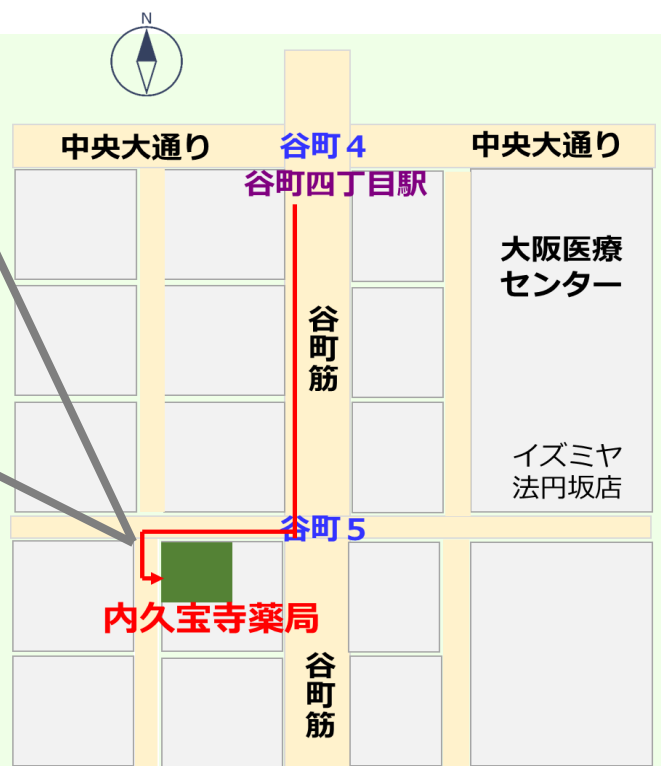 N
中央大通り
谷町４
中央大通り
谷町四丁目駅
大阪医療
センター
谷町筋
イズミヤ
法円坂店
谷町５
内久宝寺薬局
谷町筋